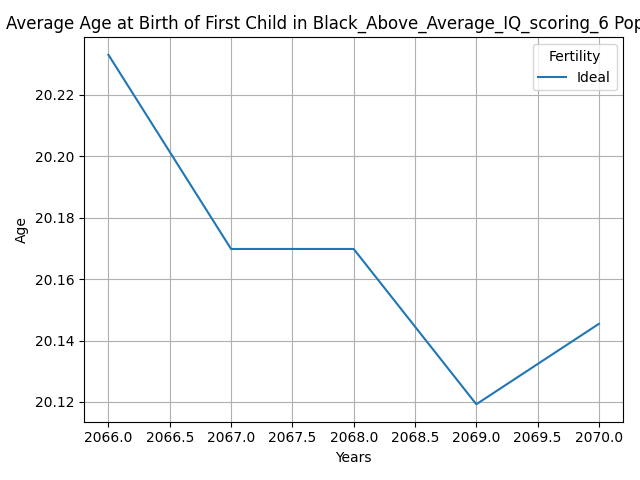 Average Age at Birth of First Child in Black_Above_Average_IQ_scoring_6 Pop
Fertility
Ideal
20.22
20.20
20.18
20.16
20.14
20.12
Age
2066.0 2066.5 2067.0 2067.5 2068.0 2068.5 2069.0 2069.5 2070.0
Years